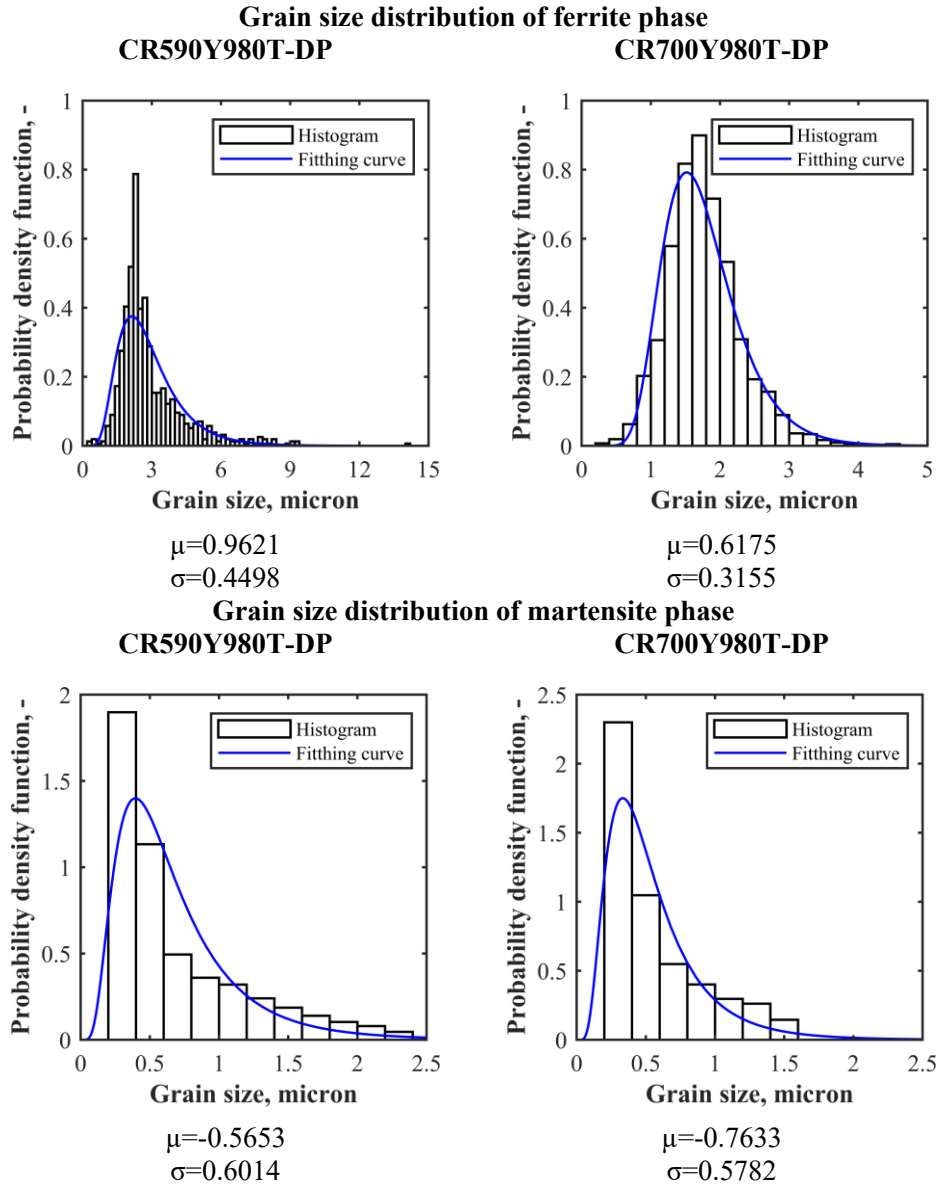 Grain size distribution of ferrite phase
CR590Y980T-DP
CR700Y980T-DP
Probability density function, -
1
0.8
0.6
0.4
0.2
0
Histogram
Fitthing curve
0 3 6 9 12 15
Grain size, micron
µ=0.9621
σ=0.4498
Probability density function, -
1
0.8
0.6
0.4
0.2
0
Histogram
Fitthing curve
0 1 2 3 4 5
Grain size, micron
µ=0.6175
σ=0.3155
Grain size distribution of martensite phase
CR590Y980T-DP
CR700Y980T-DP
Probability density function, -
2
1.5
1
0.5
0
Histogram
Fitthing curve
0 0.5 1 1.5 2 2.5
Grain size, micron
µ=-0.5653
σ=0.6014
Probability density function, -
2.5
2
1.5
1
0.5
0
Histogram
Fitthing curve
0 0.5 1 1.5 2 2.5
Grain size, micron
µ=-0.7633
σ=0.5782